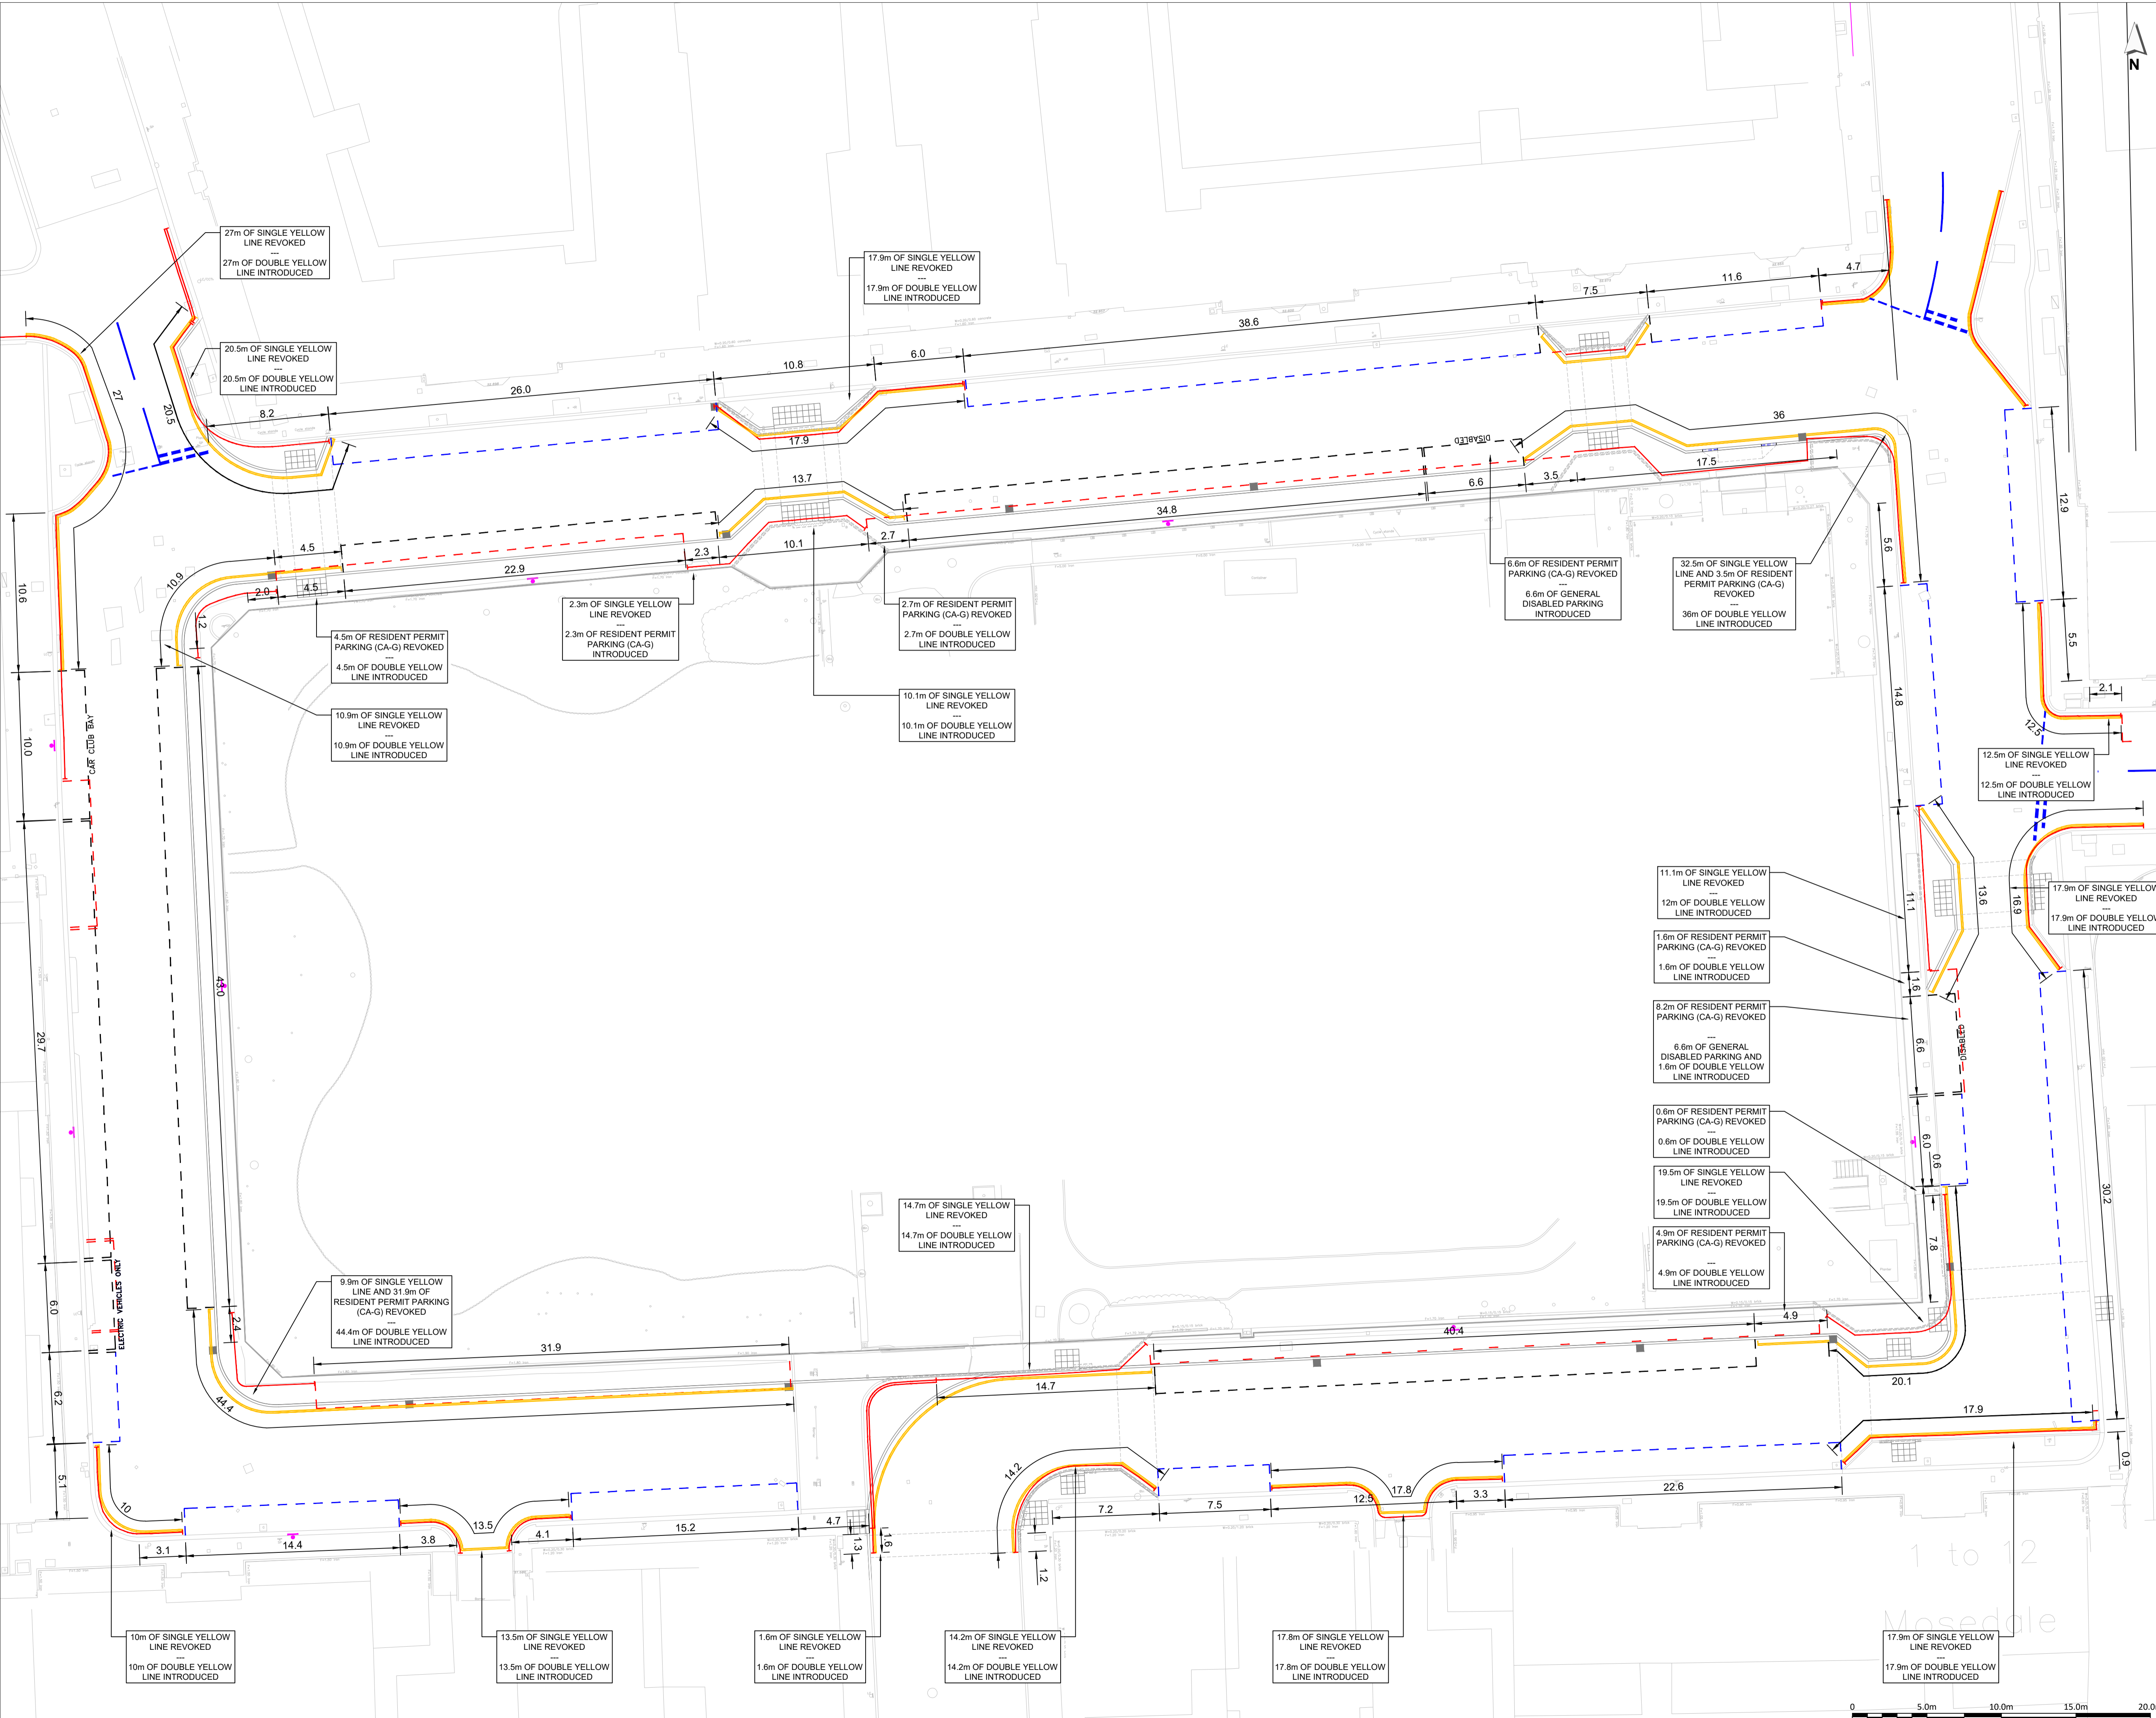 N
27m OF SINGLE YELLOW
LINE REVOKED
---
27m OF DOUBLE YELLOW
LINE INTRODUCED
17.9m OF SINGLE YELLOW
LINE REVOKED
---
17.9m OF DOUBLE YELLOW
LINE INTRODUCED
20.5m OF SINGLE YELLOW
LINE REVOKED
---
20.5m OF DOUBLE YELLOW
LINE INTRODUCED
27
20.5
8.2
26.0
10.8
6.0
38.6
7.5
11.6
4.7
17.9
13.7
DISABLED
36
17.5
3.5
6.6
34.8
2.7
10.1
2.3
22.9
4.5
4.5
2.0
10.9
1.2
10.6
12.9
5.6
5.5
2.1
12.5
14.8
6.6m OF RESIDENT PERMIT
PARKING (CA-G) REVOKED
---
6.6m OF GENERAL
DISABLED PARKING
INTRODUCED
32.5m OF SINGLE YELLOW
LINE AND 3.5m OF RESIDENT
PERMIT PARKING (CA-G)
REVOKED
---
36m OF DOUBLE YELLOW
LINE INTRODUCED
2.3m OF SINGLE YELLOW
LINE REVOKED
---
2.3m OF RESIDENT PERMIT
PARKING (CA-G)
INTRODUCED
2.7m OF RESIDENT PERMIT
PARKING (CA-G) REVOKED
---
2.7m OF DOUBLE YELLOW
LINE INTRODUCED
4.5m OF RESIDENT PERMIT
PARKING (CA-G) REVOKED
---
4.5m OF DOUBLE YELLOW
LINE INTRODUCED
10.1m OF SINGLE YELLOW
LINE REVOKED
---
10.1m OF DOUBLE YELLOW
LINE INTRODUCED
10.9m OF SINGLE YELLOW
LINE REVOKED
---
10.9m OF DOUBLE YELLOW
LINE INTRODUCED
12.5m OF SINGLE YELLOW
LINE REVOKED
---
12.5m OF DOUBLE YELLOW
LINE INTRODUCED
CAR CLUB BAY
10.0
43.0
29.7
11.1m OF SINGLE YELLOW
LINE REVOKED
---
12m OF DOUBLE YELLOW
LINE INTRODUCED
17.9m OF SINGLE YELLOW
LINE REVOKED
---
17.9m OF DOUBLE YELLOW
LINE INTRODUCED
11.1
13.6
16.9
1.6m OF RESIDENT PERMIT
PARKING (CA-G) REVOKED
---
1.6m OF DOUBLE YELLOW
LINE INTRODUCED
1.6
8.2m OF RESIDENT PERMIT
PARKING (CA-G) REVOKED
---
6.6m OF GENERAL
DISABLED PARKING AND
1.6m OF DOUBLE YELLOW
LINE INTRODUCED
6.6
DISABLED
0.6m OF RESIDENT PERMIT
PARKING (CA-G) REVOKED
---
0.6m OF DOUBLE YELLOW
LINE INTRODUCED
6.0
0.6
30.2
19.5m OF SINGLE YELLOW
LINE REVOKED
---
19.5m OF DOUBLE YELLOW
LINE INTRODUCED
7.8
14.7m OF SINGLE YELLOW
LINE REVOKED
---
14.7m OF DOUBLE YELLOW
LINE INTRODUCED
4.9m OF RESIDENT PERMIT
PARKING (CA-G) REVOKED
---
4.9m OF DOUBLE YELLOW
LINE INTRODUCED
9.9m OF SINGLE YELLOW
LINE AND 31.9m OF
RESIDENT PERMIT PARKING
(CA-G) REVOKED
---
44.4m OF DOUBLE YELLOW
LINE INTRODUCED
ELECTRIC VEHICLES ONLY
6.0
6.2
5.1
2.4
31.9
44.4
40.4
4.9
14.7
20.1
17.9
0.9
10
3.1
14.4
3.8
13.5
4.1
15.2
4.7
1.3
1.6
14.2
1.2
7.2
7.5
17.8
12.5
3.3
22.6
1 to 12
Mosedale
10m OF SINGLE YELLOW
LINE REVOKED
---
10m OF DOUBLE YELLOW
LINE INTRODUCED
13.5m OF SINGLE YELLOW
LINE REVOKED
---
13.5m OF DOUBLE YELLOW
LINE INTRODUCED
1.6m OF SINGLE YELLOW
LINE REVOKED
---
1.6m OF DOUBLE YELLOW
LINE INTRODUCED
14.2m OF SINGLE YELLOW
LINE REVOKED
---
14.2m OF DOUBLE YELLOW
LINE INTRODUCED
17.8m OF SINGLE YELLOW
LINE REVOKED
---
17.8m OF DOUBLE YELLOW
LINE INTRODUCED
17.9m OF SINGLE YELLOW
LINE REVOKED
---
17.9m OF DOUBLE YELLOW
LINE INTRODUCED
0 5.0m 10.0m 15.0m